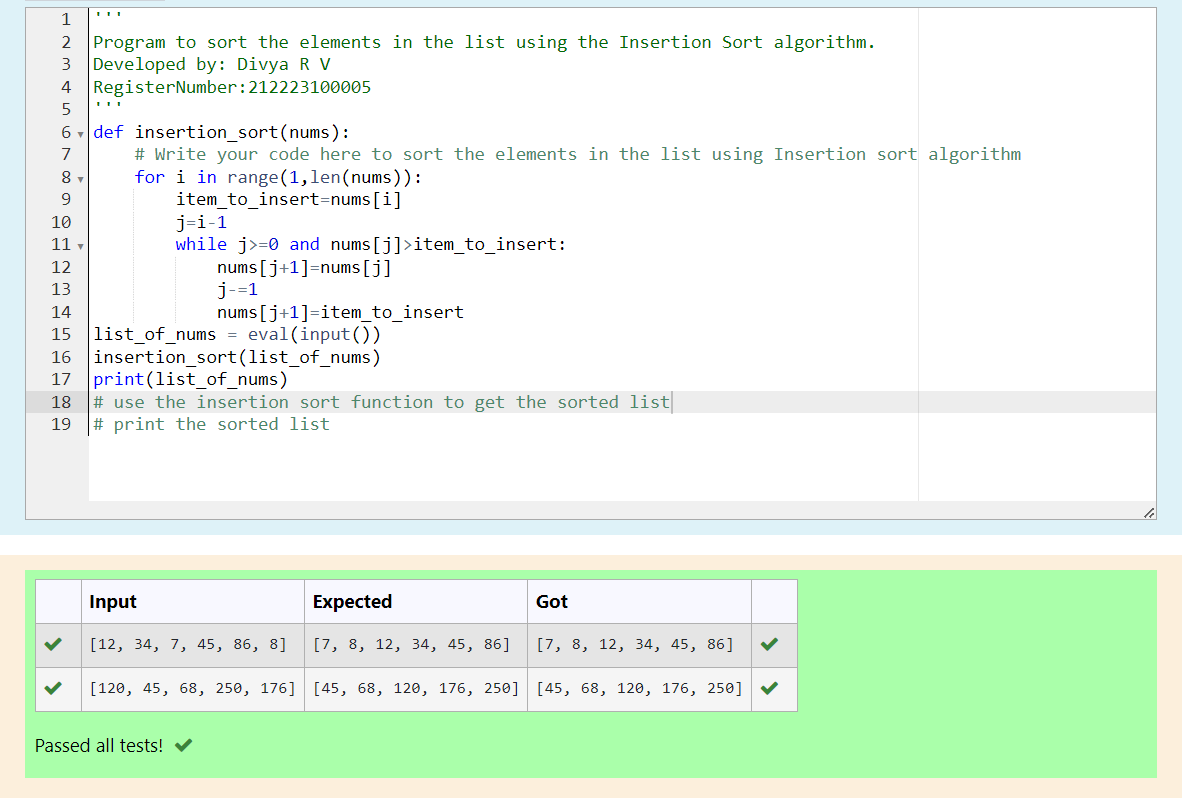 1 '''
2 Program to sort the elements in the list using the Insertion Sort algorithm.
3 Developed by: Divya R V
4 RegisterNumber:212223100005
5 '''
6 def insertion_sort(nums):
7     # Write your code here to sort the elements in the list using Insertion sort algorithm
8     for i in range(1,len(nums)):
9         item_to_insert=nums[i]
10         j=i-1
11         while j>=0 and nums[j]>item_to_insert:
12             nums[j+1]=nums[j]
13             j-=1
14             nums[j+1]=item_to_insert
15 list_of_nums = eval(input())
16 insertion_sort(list_of_nums)
17 print(list_of_nums)
18 # use the insertion sort function to get the sorted list
19 # print the sorted list
Input Expected Got
[12, 34, 7, 45, 86, 8] [7, 8, 12, 34, 45, 86] [7, 8, 12, 34, 45, 86]
[120, 45, 68, 250, 176] [45, 68, 120, 176, 250] [45, 68, 120, 176, 250]
Passed all tests!